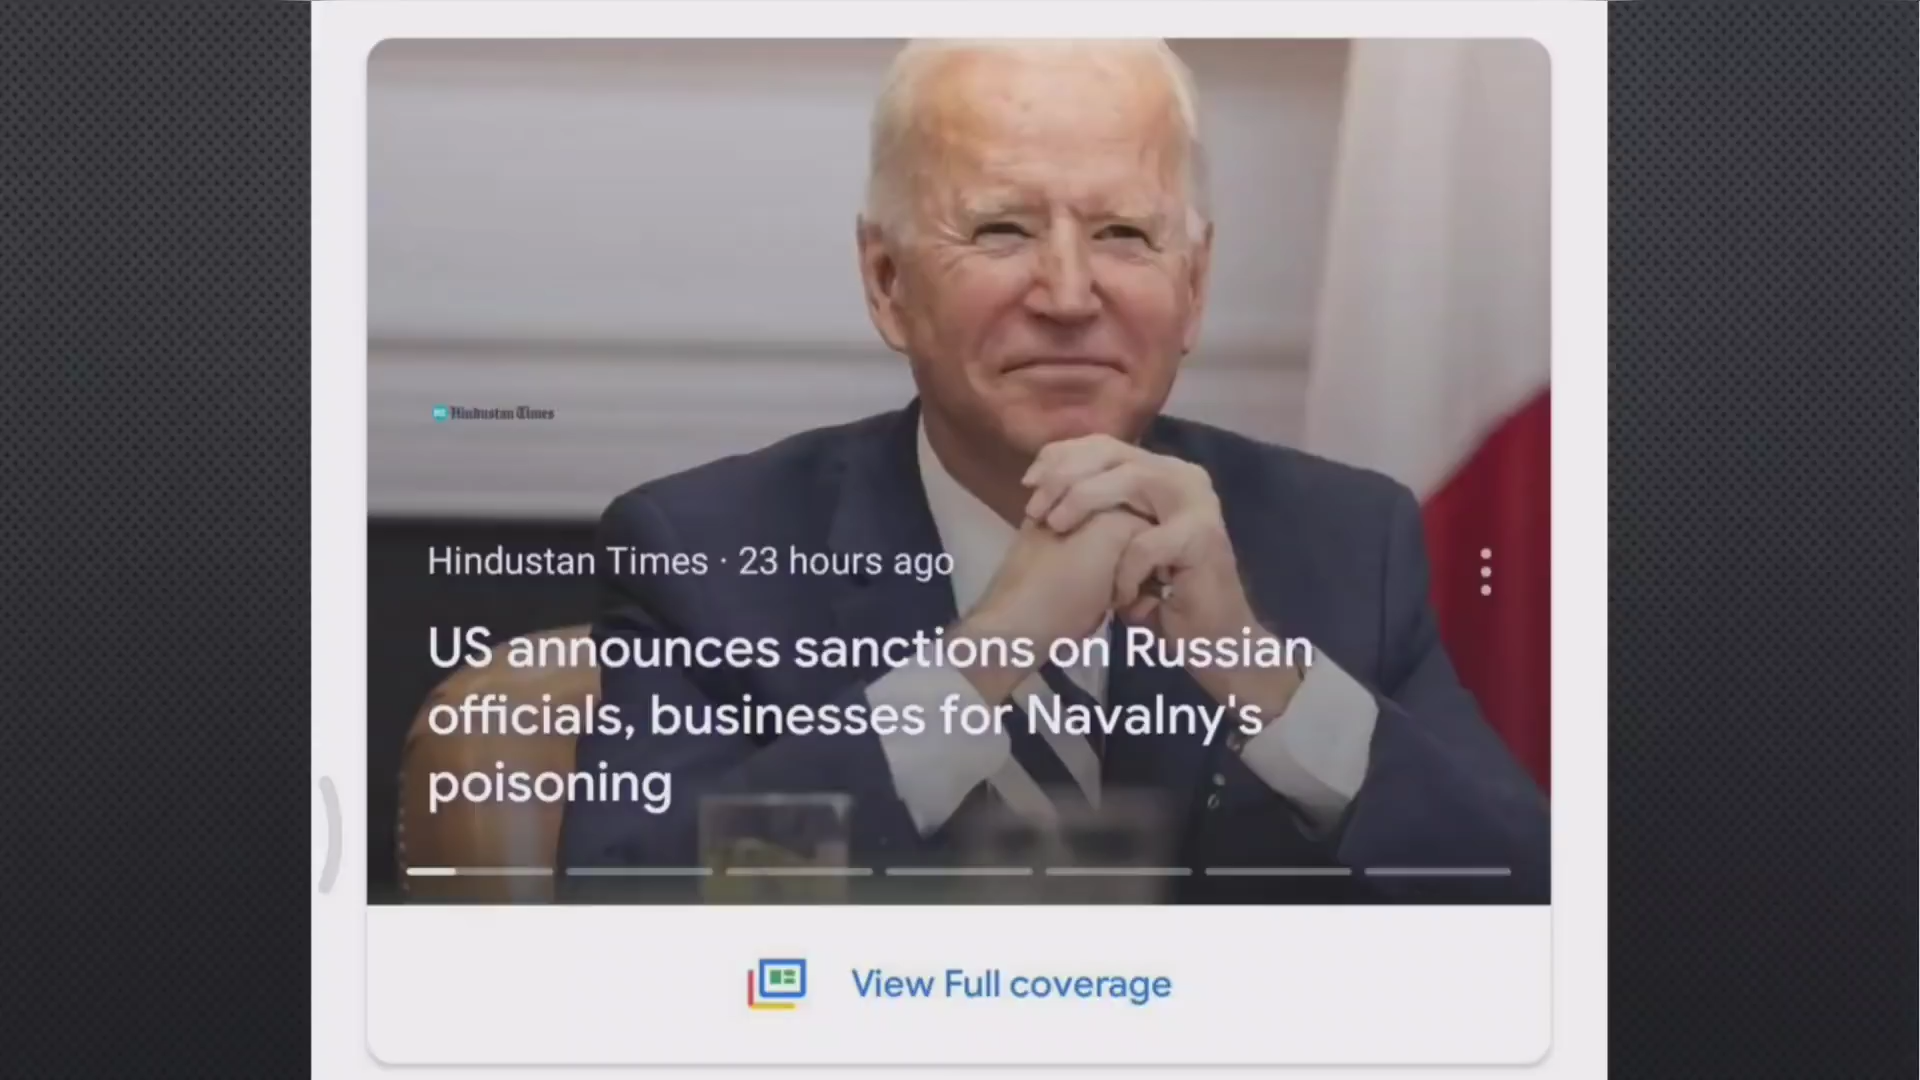 Hindustan Times
Hindustan Times · 23 hours ago
US announces sanctions on Russian
officials, businesses for Navalny's
poisoning
View Full coverage